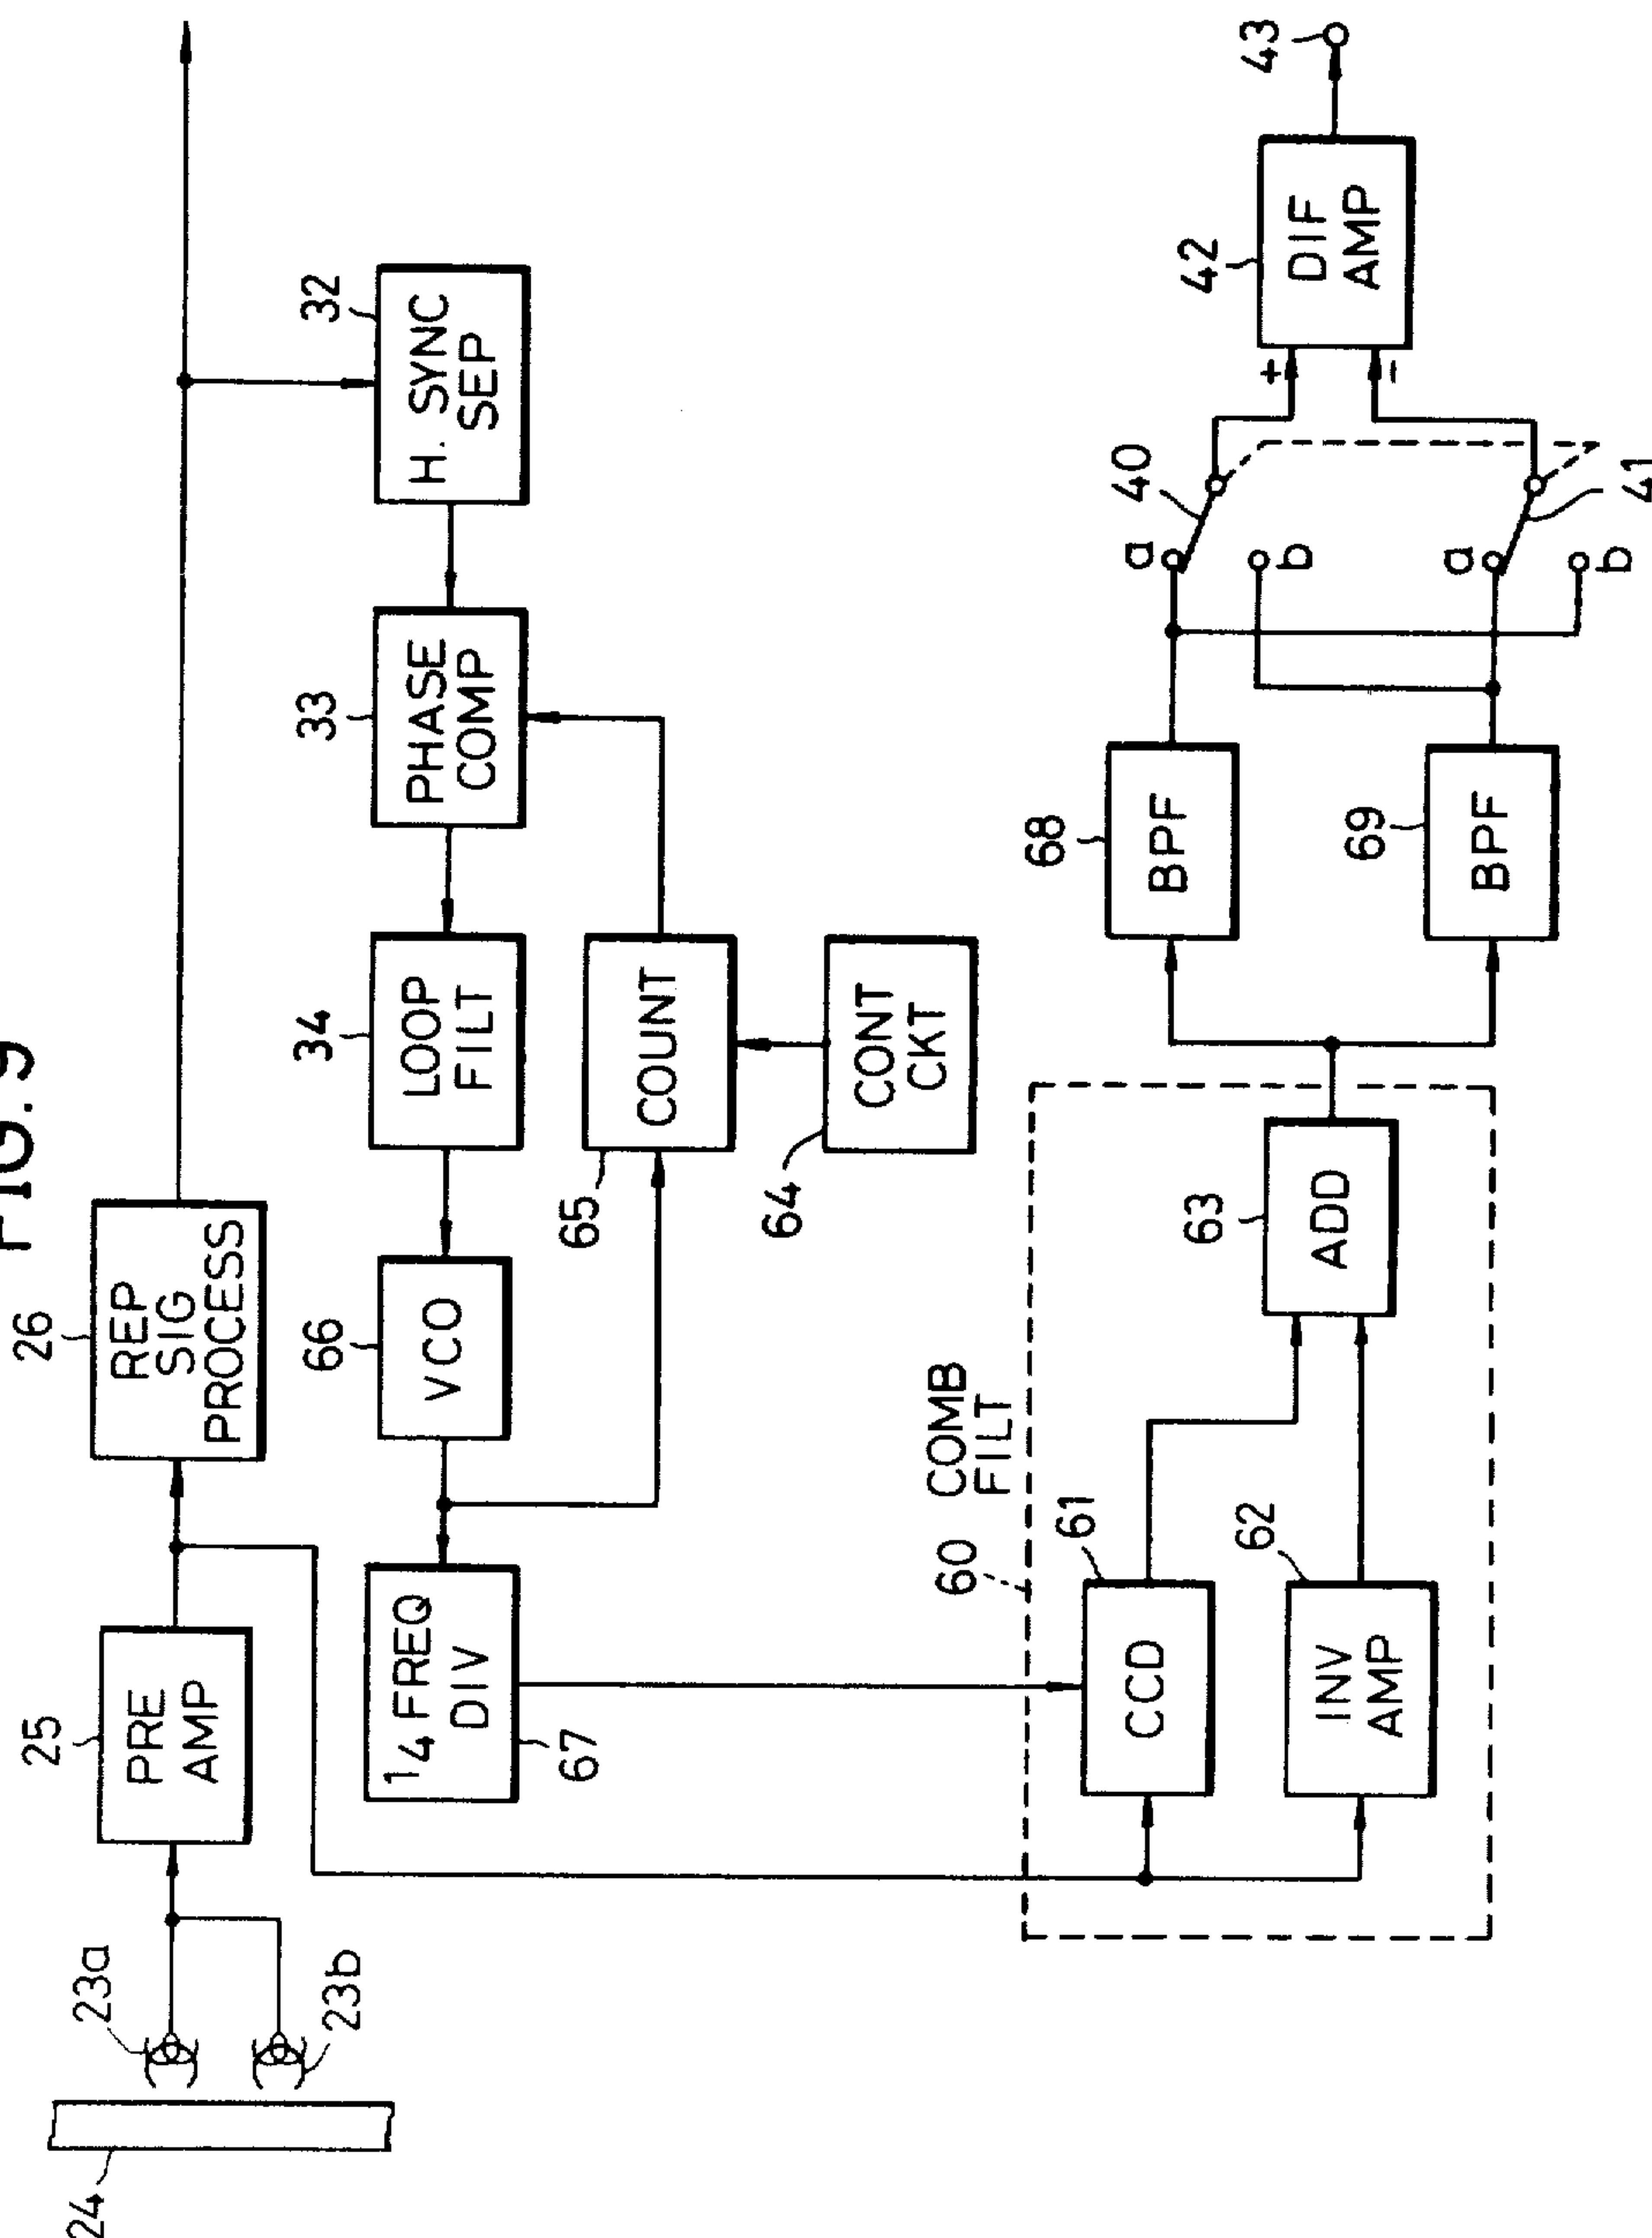 FIG. 9
24
23a
23b
25
PRE
AMP
26
REP
SIG
PROCESS
32
H. SYNC
SEP
33
PHASE
COMP
34
LOOP
FILT
66
VCO
1/4 FREQ
DIV
67
65
COUNT
64
CONT
CKT
COMB
FILT
60
61
CCD
62
INV
AMP
63
ADD
68
BPF
69
BPF
40
a
b
a
b
41
42
+
-
DIF
AMP
43